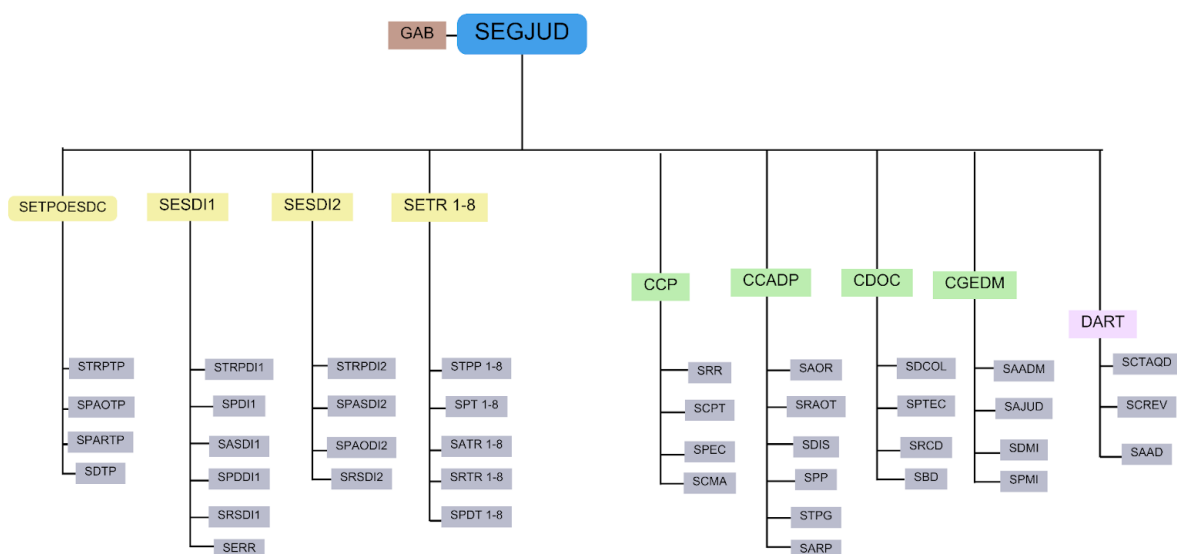 GAB
SEGJUD
SETPOESDC
SESDI1
SESDI2
SETR 1-8
CCP
CCADP
CDOC
CGEDM
DART
STRPTP
SPAOTP
SPARTP
SDTP
STRPDI1
SPDI1
SASDI1
SPDDI1
SRSDI1
SERR
STRPDI2
SPASDI2
SPAODI2
SRSDI2
STPP 1-8
SPT 1-8
SATR 1-8
SRTR 1-8
SPDT 1-8
SRR
SCPT
SPEC
SCMA
SAOR
SRAOT
SDIS
SPP
STPG
SARP
SDCOL
SPTEC
SRCD
SBD
SAADM
SAJUD
SDMI
SPMI
SCTAQD
SCREV
SAAD